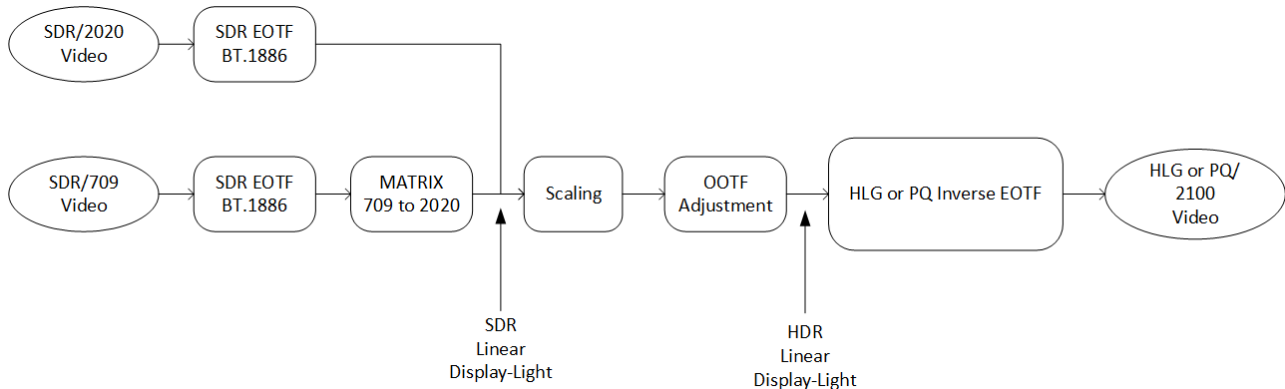 SDR/2020
Video
SDR EOTF
BT.1886
SDR/709
Video
SDR EOTF
BT.1886
MATRIX
709 to 2020
Scaling
OOTF
Adjustment
HLG or PQ Inverse EOTF
HLG or PQ/
2100
Video
SDR
Linear
Display-Light
HDR
Linear
Display-Light